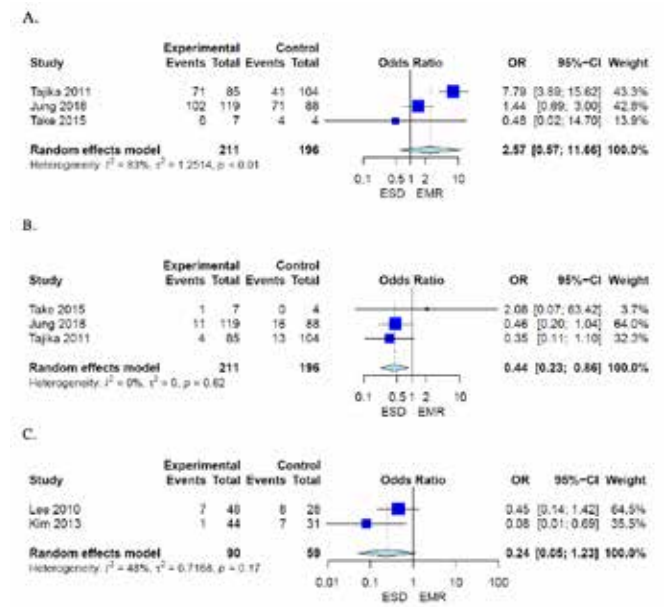 A.
Experimental Control
Study Events Total Events Total Odds Ratio OR 95%-CI Weight
Tajika 2011 71 85 41 104 7.79 [3.89; 15.62] 43.3%
Jung 2018 102 119 71 88 1.44 [0.69; 3.00] 42.8%
Take 2015 6 7 4 4 0.48 [0.02; 14.70] 13.9%
Random effects model 211 196 2.57 [0.57; 11.66] 100.0%
Heterogeneity: I² = 83%, τ² = 1.2514, p < 0.01
0.1 0.5 1 2 10
ESD EMR
B.
Experimental Control
Study Events Total Events Total Odds Ratio OR 95%-CI Weight
Take 2015 1 7 0 4 2.08 [0.07; 63.42] 3.7%
Jung 2018 11 119 16 88 0.46 [0.20; 1.04] 64.0%
Tajika 2011 4 85 13 104 0.35 [0.11; 1.10] 32.3%
Random effects model 211 196 0.44 [0.23; 0.86] 100.0%
Heterogeneity: I² = 0%, τ² = 0, p = 0.62
0.1 0.5 1 2 10
ESD EMR
C.
Experimental Control
Study Events Total Events Total Odds Ratio OR 95%-CI Weight
Lee 2010 7 46 8 28 0.45 [0.14; 1.42] 64.5%
Kim 2013 1 44 7 31 0.08 [0.01; 0.69] 35.5%
Random effects model 90 59 0.24 [0.05; 1.23] 100.0%
Heterogeneity: I² = 48%, τ² = 0.7168, p = 0.17
0.01 0.1 1 10 100
ESD EMR